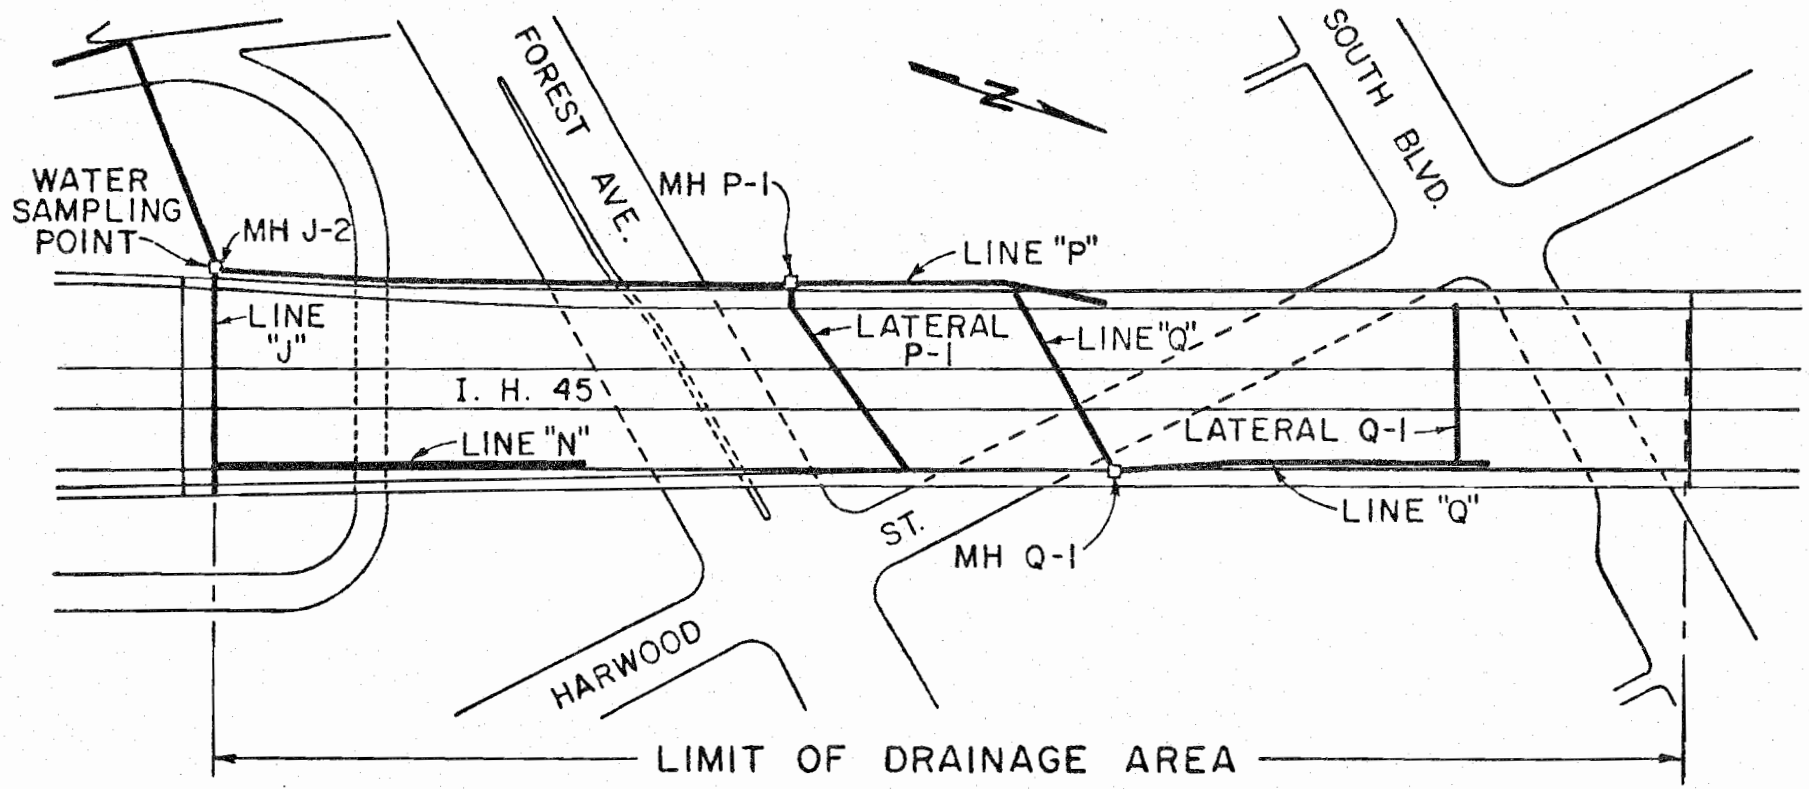 FOREST AVE.
SOUTH BLVD.
N
WATER
SAMPLING
POINT
MH J-2
MH P-1
LINE "P"
LINE
"J"
LATERAL
P-1
LINE "Q"
I. H. 45
LINE "N"
LATERAL Q-1
LINE "Q"
ST.
MH Q-1
HARWOOD
LIMIT OF DRAINAGE AREA